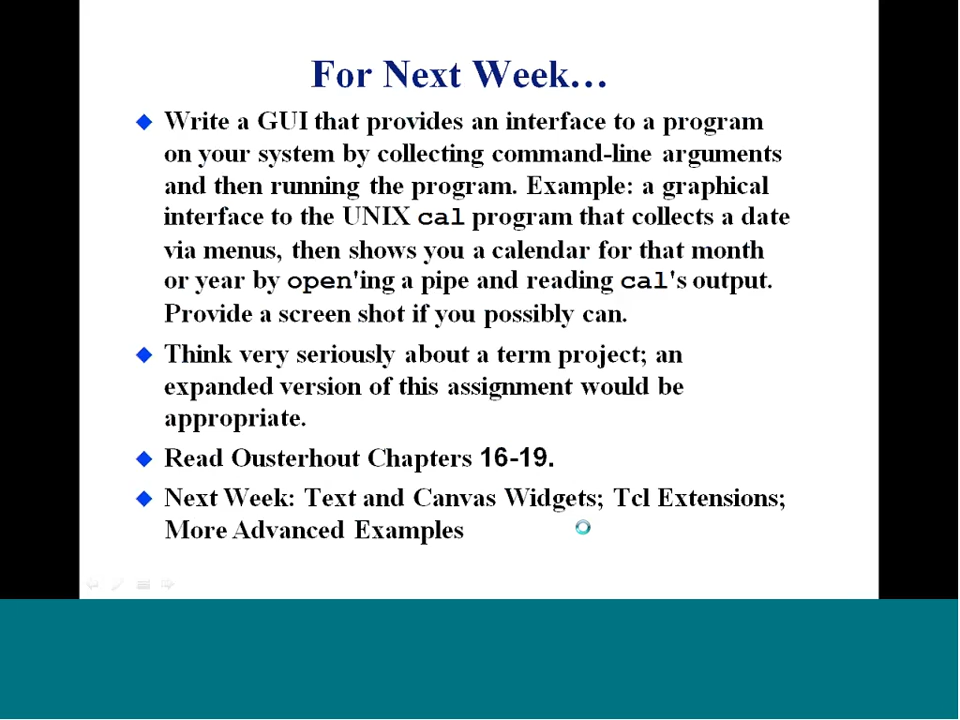 For Next Week…
Write a GUI that provides an interface to a program
on your system by collecting command-line arguments
and then running the program. Example: a graphical
interface to the UNIX cal program that collects a date
via menus, then shows you a calendar for that month
or year by open'ing a pipe and reading cal's output.
Provide a screen shot if you possibly can.
Think very seriously about a term project; an
expanded version of this assignment would be
appropriate.
Read Ousterhout Chapters 16-19.
Next Week: Text and Canvas Widgets; Tcl Extensions;
More Advanced Examples